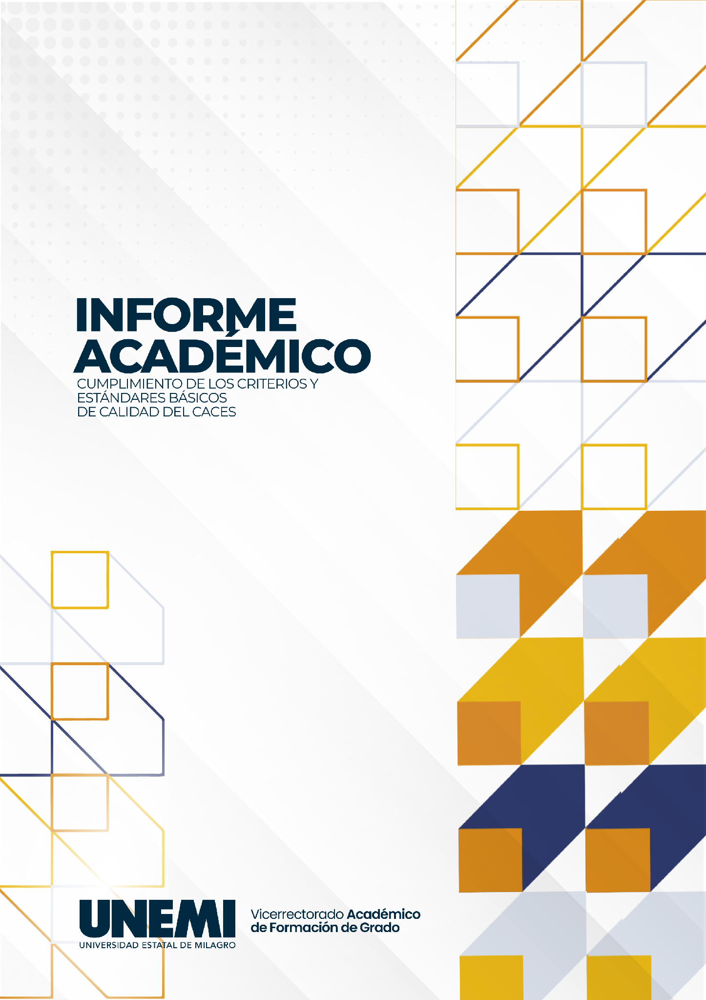 INFORME
ACADÉMICO
CUMPLIMIENTO DE LOS CRITERIOS Y
ESTÁNDARES BÁSICOS
DE CALIDAD DEL CACES
UNEMI
UNIVERSIDAD ESTATAL DE MILAGRO
Vicerrectorado Académico
de Formación de Grado